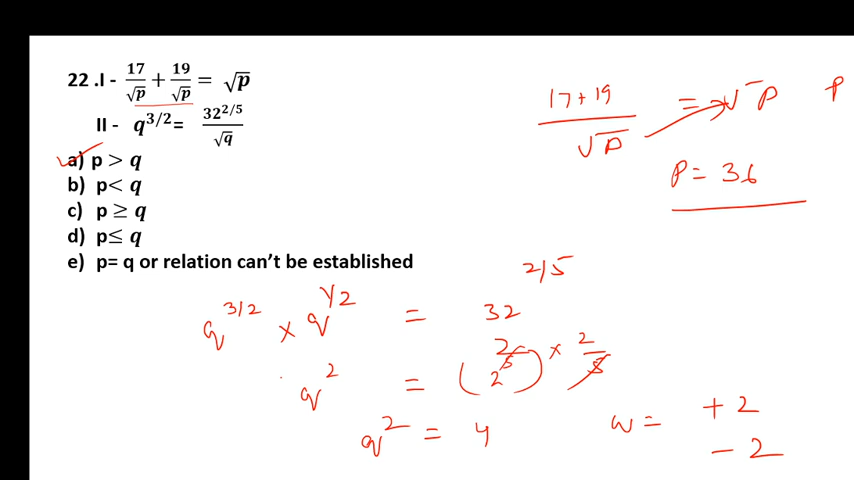 22 .I - 17/√p + 19/√p = √p
II - q^3/2 = 32^2/5 / √q
a) p > q
b) p < q
c) p ≥ q
d) p ≤ q
e) p= q or relation can't be established
17+19 / √P = √P
P
P = 36
q^3/2 × q^1/2 = 32^2/5
q^2 = (2^5)^ × 2/5
q^2 = 4
= +2
- 2